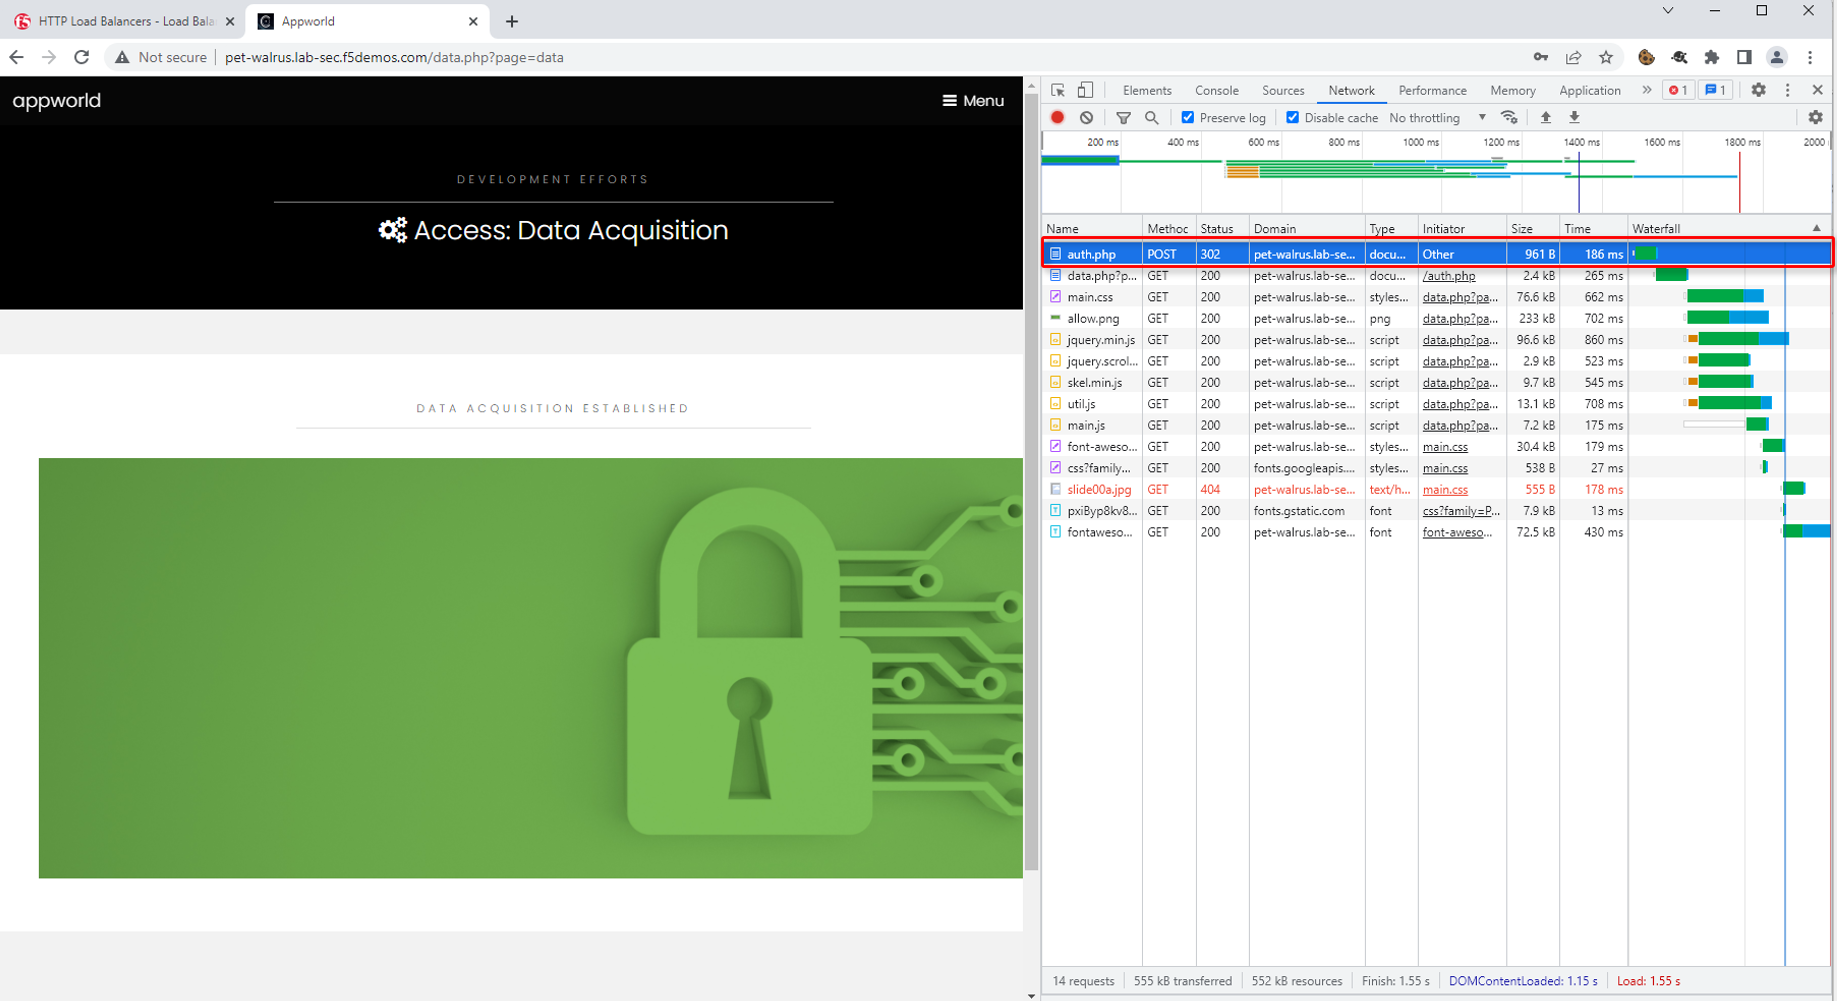 HTTP Load Balancers - Load Bala
Appworld
Not secure
pet-walrus.lab-sec.f5demos.com/data.php?page=data
appworld
Menu
DEVELOPMENT EFFORTS
Access: Data Acquisition
DATA ACQUISITION ESTABLISHED
Elements Console Sources Network Performance Memory Application » 1 1
Preserve log Disable cache No throttling
200 ms 400 ms 600 ms 800 ms 1000 ms 1200 ms 1400 ms 1600 ms 1800 ms 2000
Name Method Status Domain Type Initiator Size Time Waterfall
auth.php POST 302 pet-walrus.lab-se... docu... Other 961 B 186 ms
data.php?p... GET 200 pet-walrus.lab-se... docu... /auth.php 2.4 kB 265 ms
main.css GET 200 pet-walrus.lab-se... styles... data.php?pa... 76.6 kB 662 ms
allow.png GET 200 pet-walrus.lab-se... png data.php?pa... 233 kB 702 ms
jquery.min.js GET 200 pet-walrus.lab-se... script data.php?pa... 96.6 kB 860 ms
jquery.scrol... GET 200 pet-walrus.lab-se... script data.php?pa... 2.9 kB 523 ms
skel.min.js GET 200 pet-walrus.lab-se... script data.php?pa... 9.7 kB 545 ms
util.js GET 200 pet-walrus.lab-se... script data.php?pa... 13.1 kB 708 ms
main.js GET 200 pet-walrus.lab-se... script data.php?pa... 7.2 kB 175 ms
font-aweso... GET 200 pet-walrus.lab-se... styles... main.css 30.4 kB 179 ms
css?family... GET 200 fonts.googleapis.... styles... main.css 538 B 27 ms
slide00a.jpg GET 404 pet-walrus.lab-se... text/h... main.css 555 B 178 ms
pxiByp8kv8... GET 200 fonts.gstatic.com font css?family=P... 7.9 kB 13 ms
fontaweso... GET 200 pet-walrus.lab-se... font font-aweso... 72.5 kB 430 ms
14 requests 555 kB transferred 552 kB resources Finish: 1.55 s DOMContentLoaded: 1.15 s Load: 1.55 s